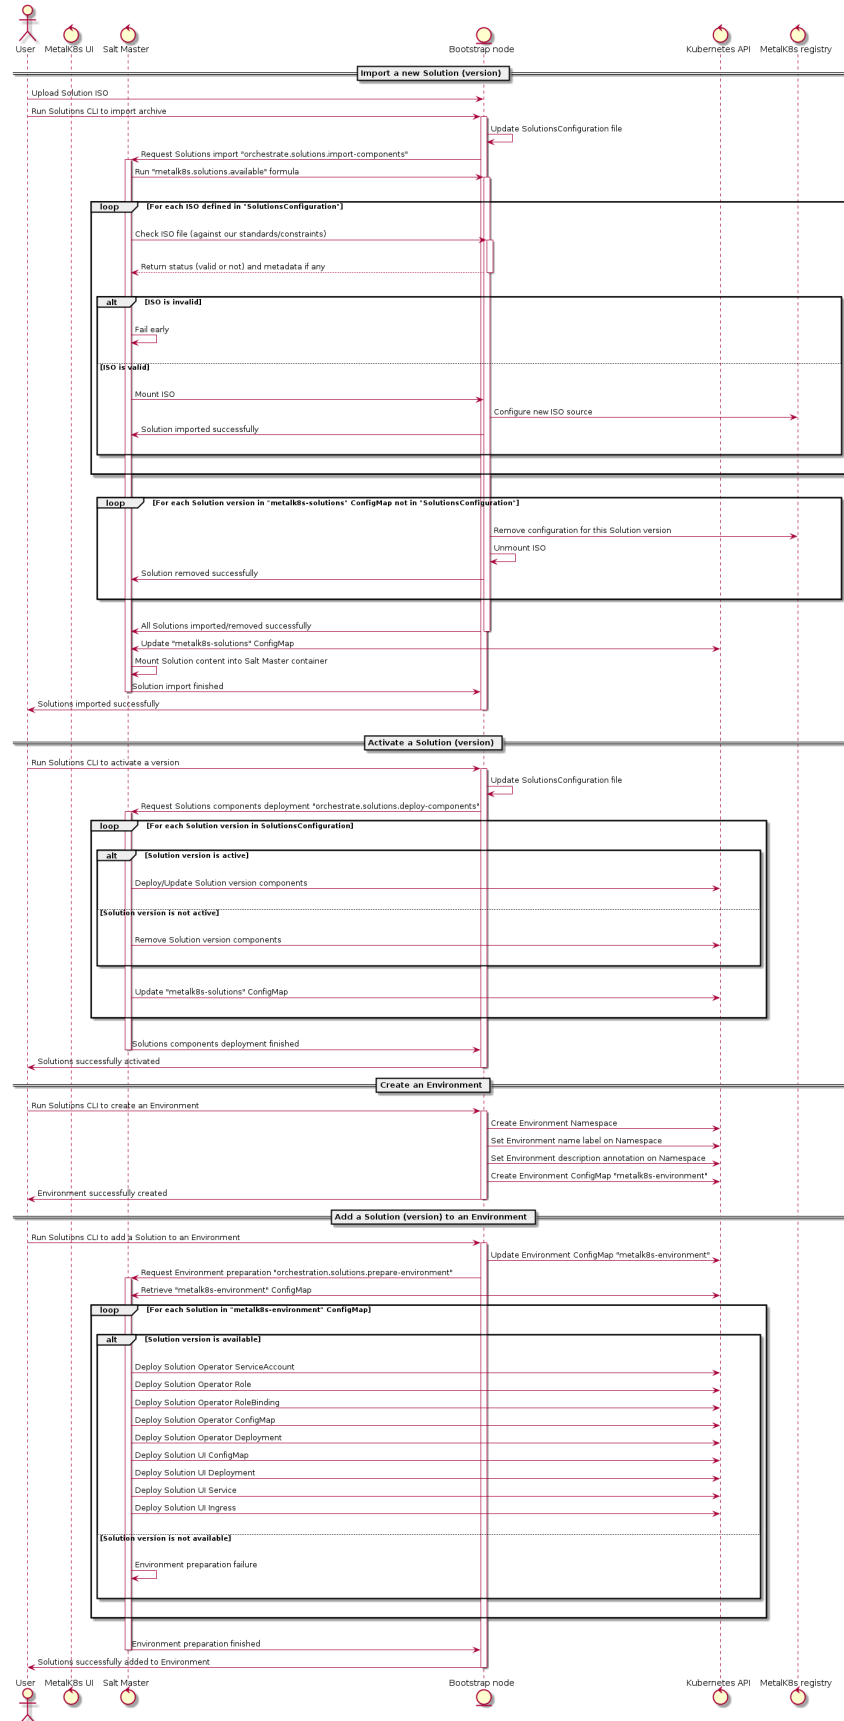 User MetalK8s UI Salt Master Bootstrap node Kubernetes API MetalK8s registry
Import a new Solution (version)
Upload Solution ISO
Run Solutions CLI to import archive
Update SolutionsConfiguration file
Request Solutions import "orchestrate.solutions.import-components"
Run "metalk8s.solutions.available" formula
loop [For each ISO defined in "SolutionsConfiguration"]
Check ISO file (against our standards/constraints)
Return status (valid or not) and metadata if any
alt [ISO is invalid]
Fail early
[ISO is valid]
Mount ISO
Configure new ISO source
Solution imported successfully
loop [For each Solution version in "metalk8s-solutions" ConfigMap not in "SolutionsConfiguration"]
Remove configuration for this Solution version
Unmount ISO
Solution removed successfully
All Solutions imported/removed successfully
Update "metalk8s-solutions" ConfigMap
Mount Solution content into Salt Master container
Solution import finished
Solutions imported successfully
Activate a Solution (version)
Run Solutions CLI to activate a version
Update SolutionsConfiguration file
Request Solutions components deployment "orchestrate.solutions.deploy-components"
loop [For each Solution version in SolutionsConfiguration]
alt [Solution version is active]
Deploy/Update Solution version components
[Solution version is not active]
Remove Solution version components
Update "metalk8s-solutions" ConfigMap
Solutions components deployment finished
Solutions successfully activated
Create an Environment
Run Solutions CLI to create an Environment
Create Environment Namespace
Set Environment name label on Namespace
Set Environment description annotation on Namespace
Create Environment ConfigMap "metalk8s-environment"
Environment successfully created
Add a Solution (version) to an Environment
Run Solutions CLI to add a Solution to an Environment
Update Environment ConfigMap "metalk8s-environment"
Request Environment preparation "orchestration.solutions.prepare-environment"
Retrieve "metalk8s-environment" ConfigMap
loop [For each Solution in "metalk8s-environment" ConfigMap]
alt [Solution version is available]
Deploy Solution Operator ServiceAccount
Deploy Solution Operator Role
Deploy Solution Operator RoleBinding
Deploy Solution Operator ConfigMap
Deploy Solution Operator Deployment
Deploy Solution UI ConfigMap
Deploy Solution UI Deployment
Deploy Solution UI Service
Deploy Solution UI Ingress
[Solution version is not available]
Environment preparation failure
Environment preparation finished
Solutions successfully added to Environment
User MetalK8s UI Salt Master Bootstrap node Kubernetes API MetalK8s registry